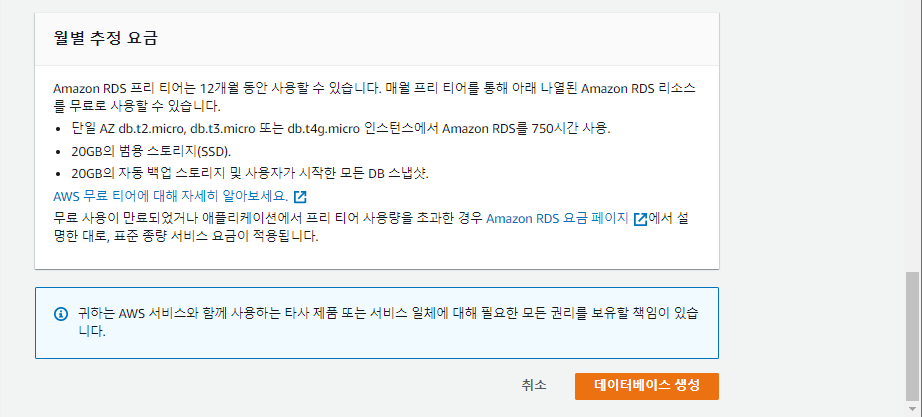 월별 추정 요금
Amazon RDS 프리 티어는 12개월 동안 사용할 수 있습니다. 매월 프리 티어를 통해 아래 나열된 Amazon RDS 리소스
를 무료로 사용할 수 있습니다.
• 단일 AZ db.t2.micro, db.t3.micro 또는 db.t4g.micro 인스턴스에서 Amazon RDS를 750시간 사용.
• 20GB의 범용 스토리지(SSD).
• 20GB의 자동 백업 스토리지 및 사용자가 시작한 모든 DB 스냅샷.
AWS 무료 티어에 대해 자세히 알아보세요.
무료 사용이 만료되었거나 애플리케이션에서 프리 티어 사용량을 초과한 경우 Amazon RDS 요금 페이지 에서 설
명한 대로, 표준 종량 서비스 요금이 적용됩니다.
귀하는 AWS 서비스와 함께 사용하는 타사 제품 또는 서비스 일체에 대해 필요한 모든 권리를 보유할 책임이 있습
니다.
취소
데이터베이스 생성